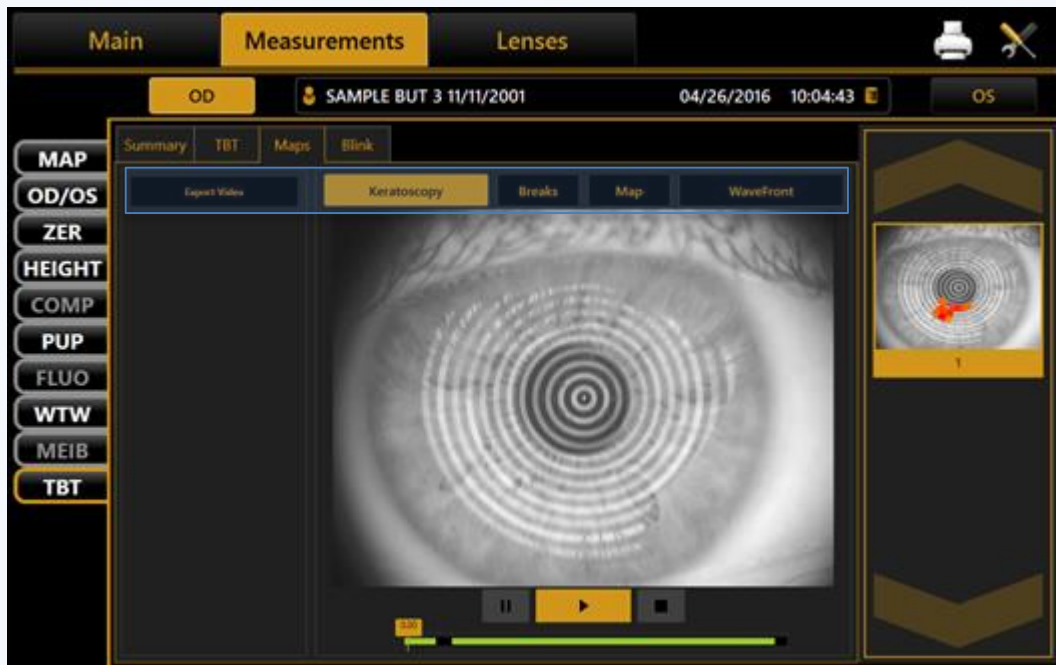 Main Measurements Lenses
OD SAMPLE BUT 3 11/11/2001 04/26/2016 10:04:43 OS
Summary TBT Maps Blink
Export Video Keratoscopy Breaks Map WaveFront
MAP
OD/OS
ZER
HEIGHT
COMP
PUP
FLUO
WTW
MEIB
TBT
1
0.00